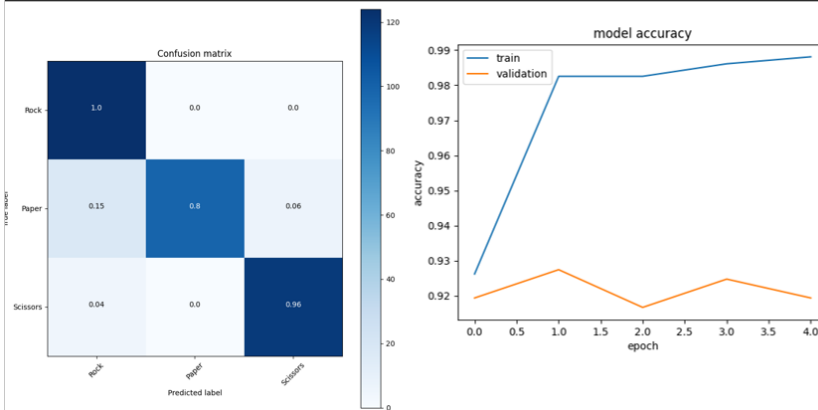 Confusion matrix
Rock
1.0
0.0
0.0
Paper
0.15
0.8
0.06
Scissors
0.04
0.0
0.96
Rock
Paper
Scissors
Predicted label
120
100
80
60
40
20
0
model accuracy
train
validation
accuracy
0.99
0.98
0.97
0.96
0.95
0.94
0.93
0.92
0.0 0.5 1.0 1.5 2.0 2.5 3.0 3.5 4.0
epoch